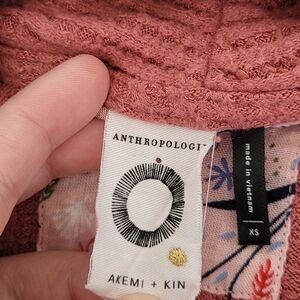 ANTHROPOLOGI
AKEMI + KIN
made in vietnam
XS